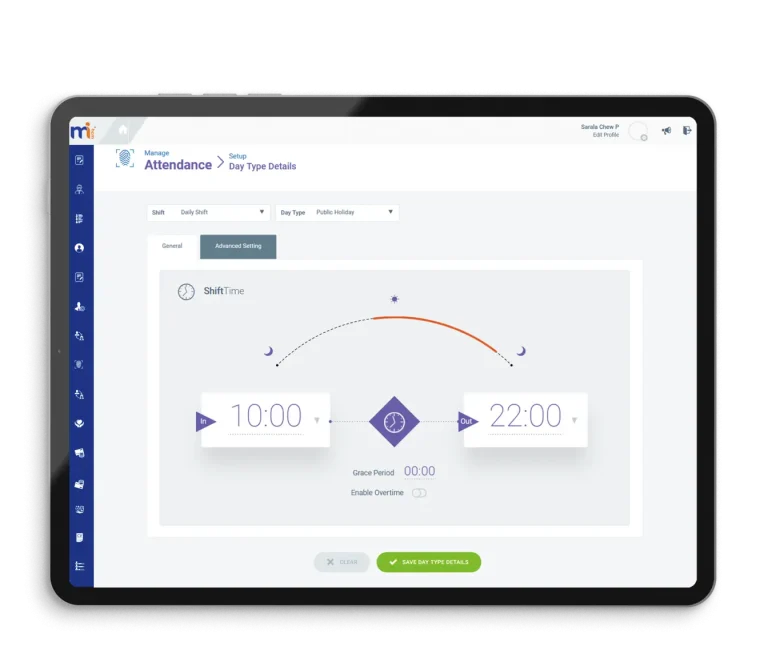 mi
Sarala Chew P
Edit Profile
Manage
Attendance
Setup
Day Type Details
Shift Daily Shift
Day Type Public Holiday
General
Advanced Setting
ShiftTime
In 10:00
Out 22:00
Grace Period 00:00
Enable Overtime
CLEAR
SAVE DAY TYPE DETAILS